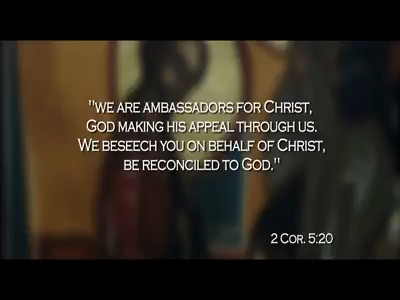 "WE ARE AMBASSADORS FOR CHRIST,
GOD MAKING HIS APPEAL THROUGH US.
WE BESEECH YOU ON BEHALF OF CHRIST,
BE RECONCILED TO GOD."
2 COR. 5:20